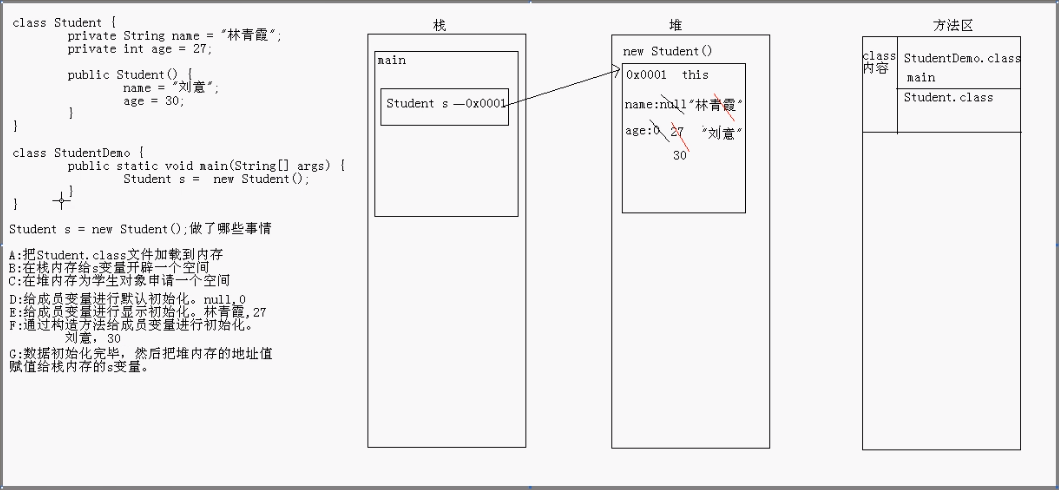 class Student {
private String name = "林青霞";
private int age = 27;
public Student() {
name = "刘意";
age = 30;
}
}
class StudentDemo {
public static void main(String[] args) {
Student s = new Student();
}
}
Student s = new Student();做了哪些事情
A:把Student.class文件加载到内存
B:在栈内存给s变量开辟一个空间
C:在堆内存为学生对象申请一个空间
D:给成员变量进行默认初始化。null,0
E:给成员变量进行显示初始化。林青霞,27
F:通过构造方法给成员变量进行初始化。
刘意，30
G:数据初始化完毕，然后把堆内存的地址值
赋值给栈内存的s变量。
栈
main
Student s —0x0001
堆
new Student()
0x0001 this
name:null"林青霞"
age:0 27 "刘意"
30
方法区
class
内容
StudentDemo.class
main
Student.class